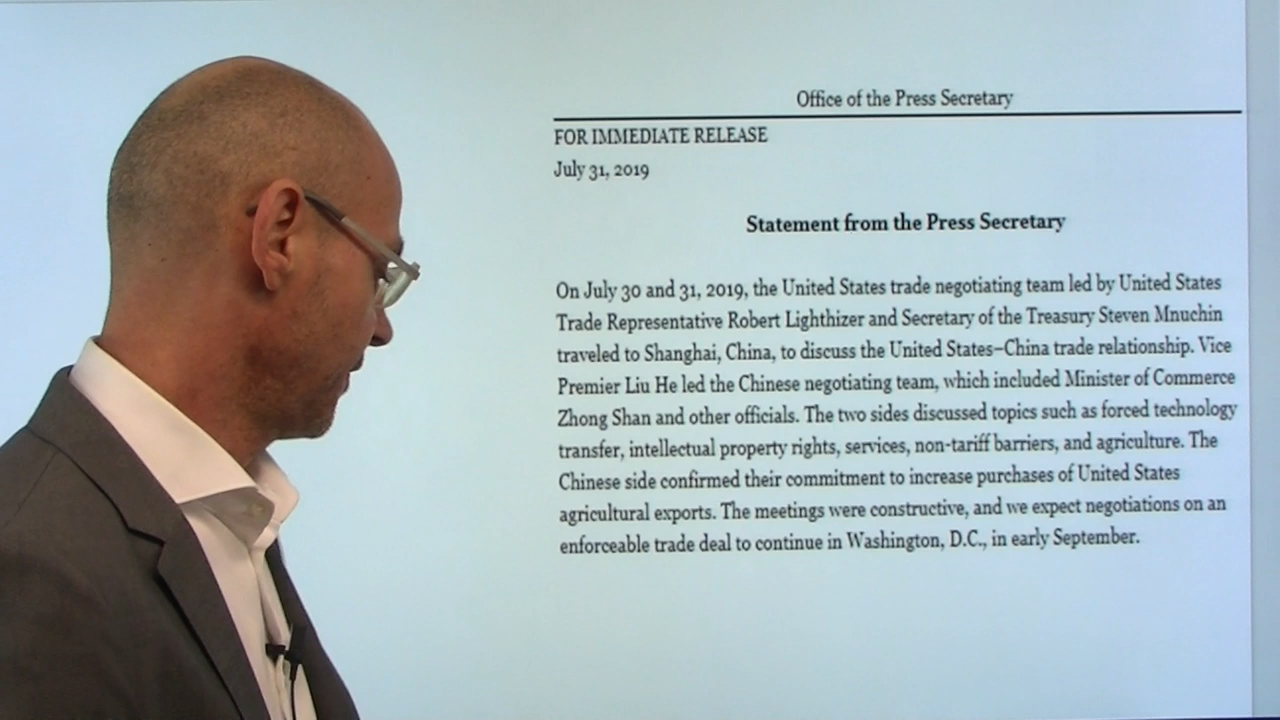 Office of the Press Secretary
FOR IMMEDIATE RELEASE
July 31, 2019
Statement from the Press Secretary
On July 30 and 31, 2019, the United States trade negotiating team led by United States
Trade Representative Robert Lighthizer and Secretary of the Treasury Steven Mnuchin
traveled to Shanghai, China, to discuss the United States–China trade relationship. Vice
Premier Liu He led the Chinese negotiating team, which included Minister of Commerce
Zhong Shan and other officials. The two sides discussed topics such as forced technology
transfer, intellectual property rights, services, non-tariff barriers, and agriculture. The
Chinese side confirmed their commitment to increase purchases of United States
agricultural exports. The meetings were constructive, and we expect negotiations on an
enforceable trade deal to continue in Washington, D.C., in early September.